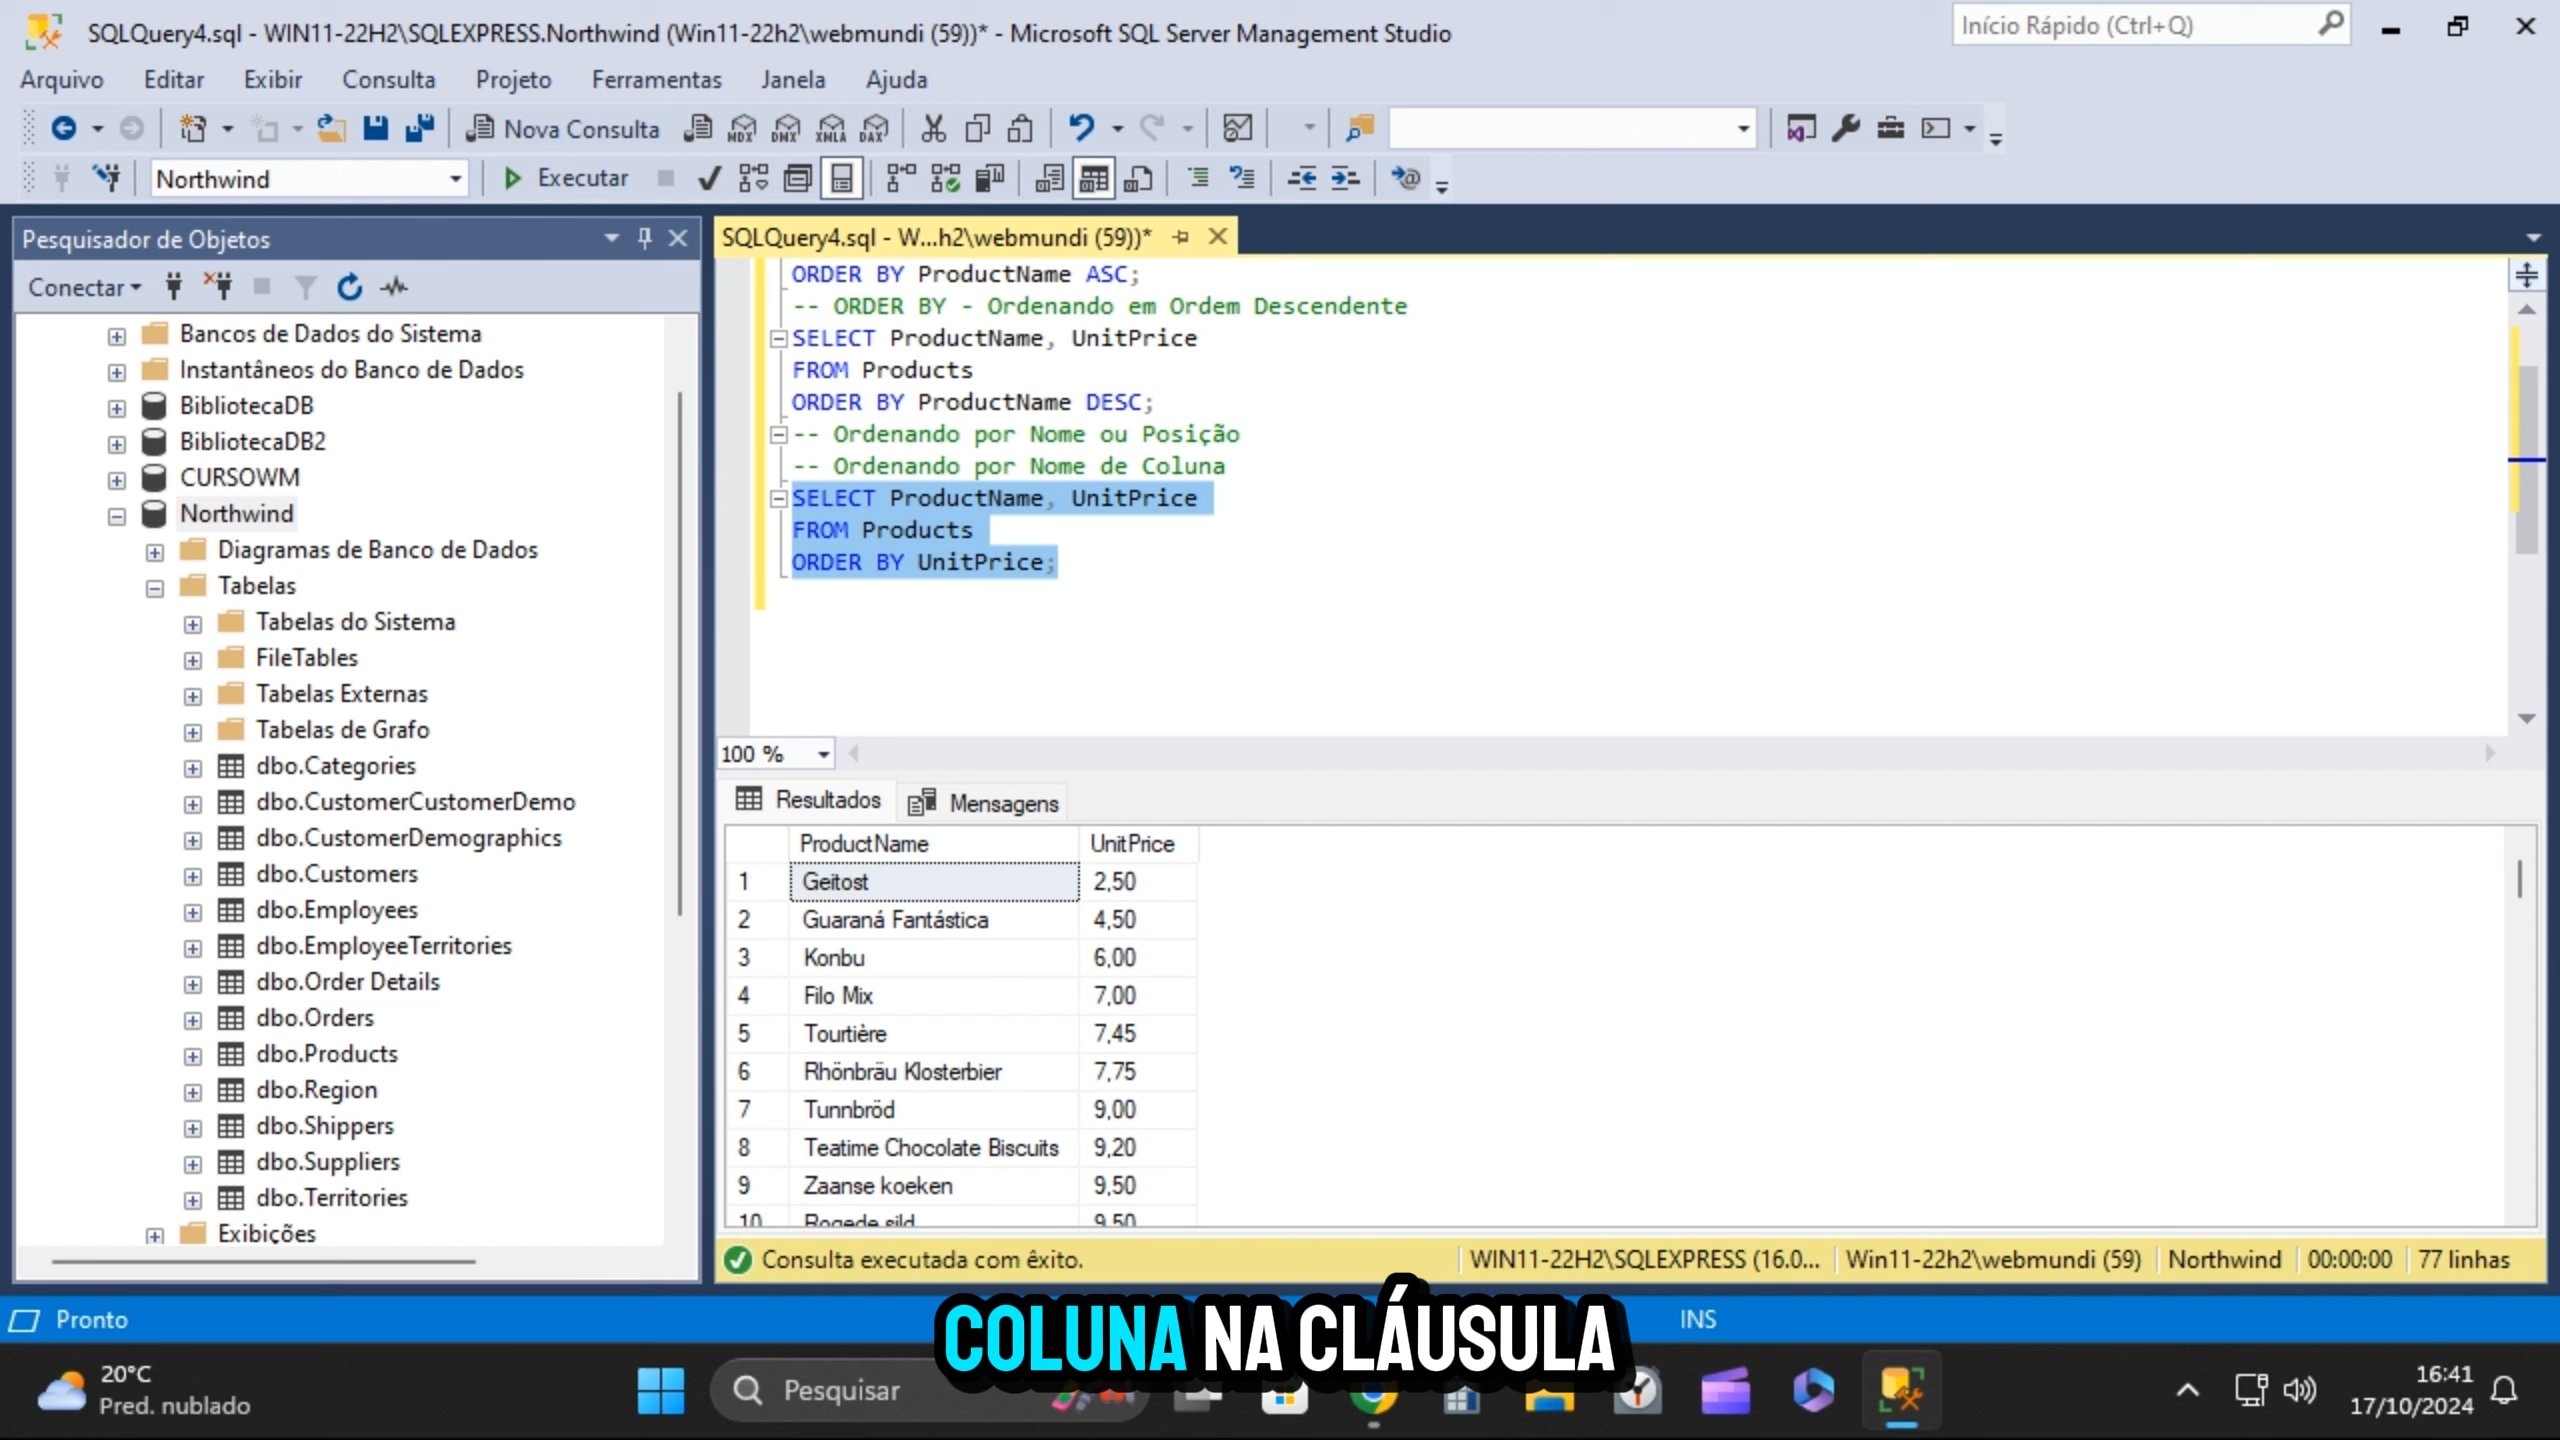 SQLQuery4.sql - WIN11-22H2\SQLEXPRESS.Northwind (Win11-22h2\webmundi (59))* - Microsoft SQL Server Management Studio
Início Rápido (Ctrl+Q)
Arquivo Editar Exibir Consulta Projeto Ferramentas Janela Ajuda
Nova Consulta MDX DMX XMLA DAX
Northwind Executar
Pesquisador de Objetos
Conectar
Bancos de Dados do Sistema
Instantâneos do Banco de Dados
BibliotecaDB
BibliotecaDB2
CURSOWM
Northwind
Diagramas de Banco de Dados
Tabelas
Tabelas do Sistema
FileTables
Tabelas Externas
Tabelas de Grafo
dbo.Categories
dbo.CustomerCustomerDemo
dbo.CustomerDemographics
dbo.Customers
dbo.Employees
dbo.EmployeeTerritories
dbo.Order Details
dbo.Orders
dbo.Products
dbo.Region
dbo.Shippers
dbo.Suppliers
dbo.Territories
Exibições
SQLQuery4.sql - W...h2\webmundi (59))*
ORDER BY ProductName ASC;
-- ORDER BY - Ordenando em Ordem Descendente
SELECT ProductName, UnitPrice
FROM Products
ORDER BY ProductName DESC;
-- Ordenando por Nome ou Posição
-- Ordenando por Nome de Coluna
SELECT ProductName, UnitPrice
FROM Products
ORDER BY UnitPrice;
100 %
Resultados Mensagens
ProductName UnitPrice
1 Geitost 2,50
2 Guaraná Fantástica 4,50
3 Konbu 6,00
4 Filo Mix 7,00
5 Tourtière 7,45
6 Rhönbräu Klosterbier 7,75
7 Tunnbröd 9,00
8 Teatime Chocolate Biscuits 9,20
9 Zaanse koeken 9,50
10 Rogede sild 9,50
Consulta executada com êxito. WIN11-22H2\SQLEXPRESS (16.0... Win11-22h2\webmundi (59) Northwind 00:00:00 77 linhas
Pronto INS
COLUNA NA CLÁUSULA
20°C
Pred. nublado
Pesquisar
16:41
17/10/2024